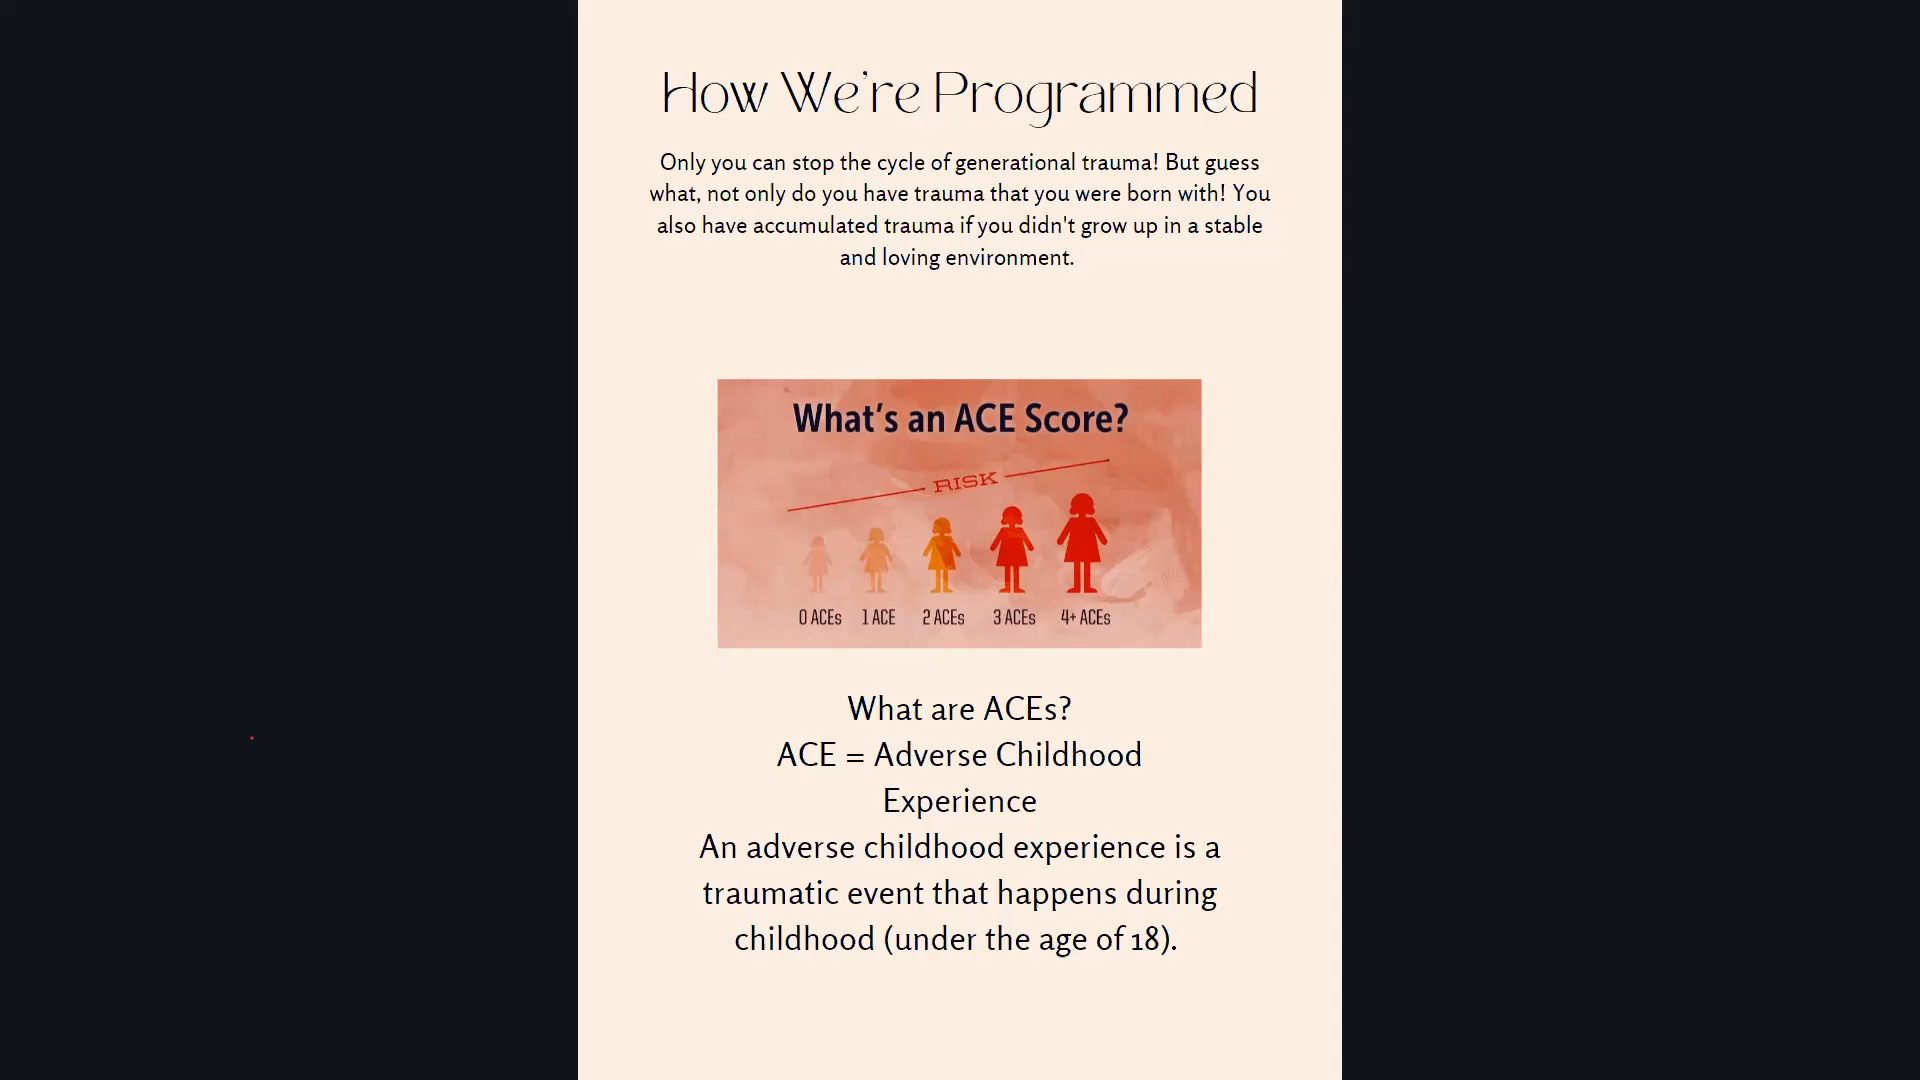 How We're Programmed
Only you can stop the cycle of generational trauma! But guess
what, not only do you have trauma that you were born with! You
also have accumulated trauma if you didn't grow up in a stable
and loving environment.
What's an ACE Score?
RISK
0 ACEs 1 ACE 2 ACEs 3 ACEs 4+ ACEs
What are ACEs?
ACE = Adverse Childhood
Experience
An adverse childhood experience is a
traumatic event that happens during
childhood (under the age of 18).